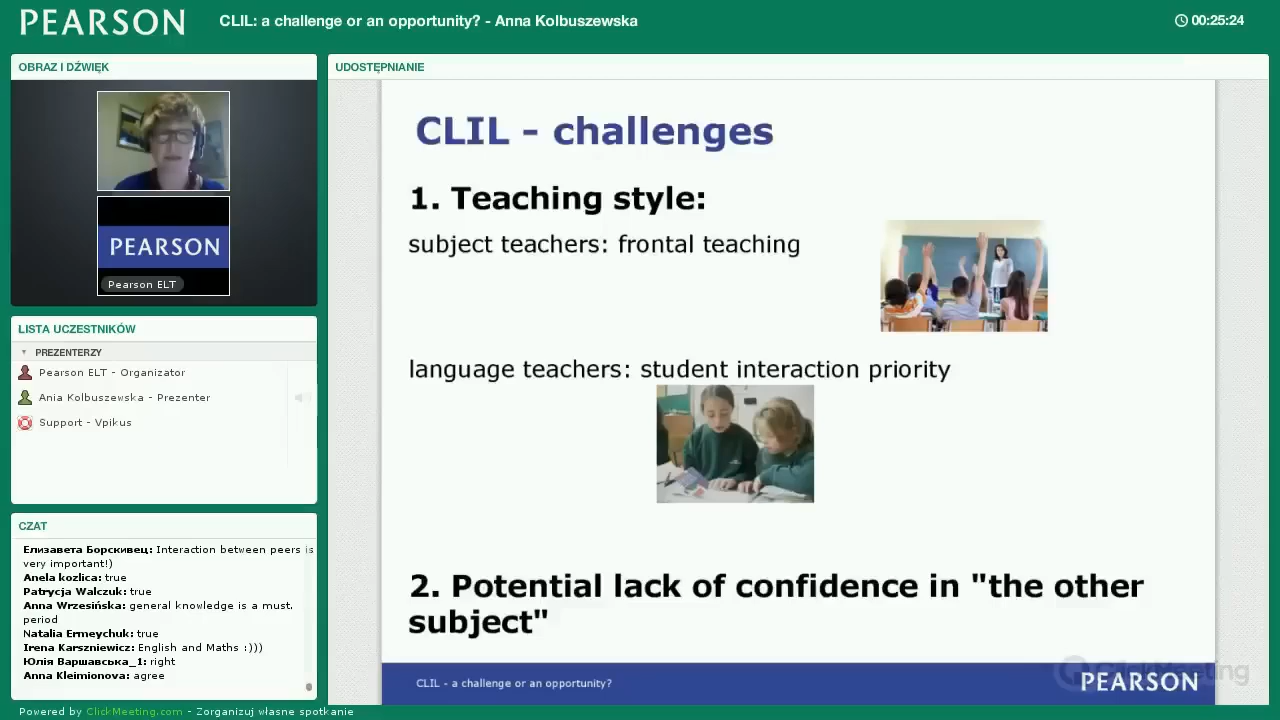 PEARSON
CLIL: a challenge or an opportunity? - Anna Kolbuszewska
00:25:24
OBRAZ I DŹWIĘK
PEARSON
Pearson ELT
LISTA UCZESTNIKÓW
PREZENTERZY
Pearson ELT - Organizator
Ania Kolbuszewska - Prezenter
Support - Vpikus
CZAT
Елизавета Борскивец: Interaction between peers is
very important!)
Anela kozlica: true
Patrycja Walczuk: true
Anna Wrzesińska: general knowledge is a must.
period
Natalia Ermeychuk: true
Irena Karszniewicz: English and Maths :)))
Юлія Варшавська_1: right
Anna Kleimionova: agree
Powered by ClickMeeting.com - Zorganizuj własne spotkanie
UDOSTĘPNIANIE
CLIL - challenges
1. Teaching style:
subject teachers: frontal teaching
language teachers: student interaction priority
2. Potential lack of confidence in "the other
subject"
CLIL - a challenge or an opportunity?
ClickMeeting
PEARSON